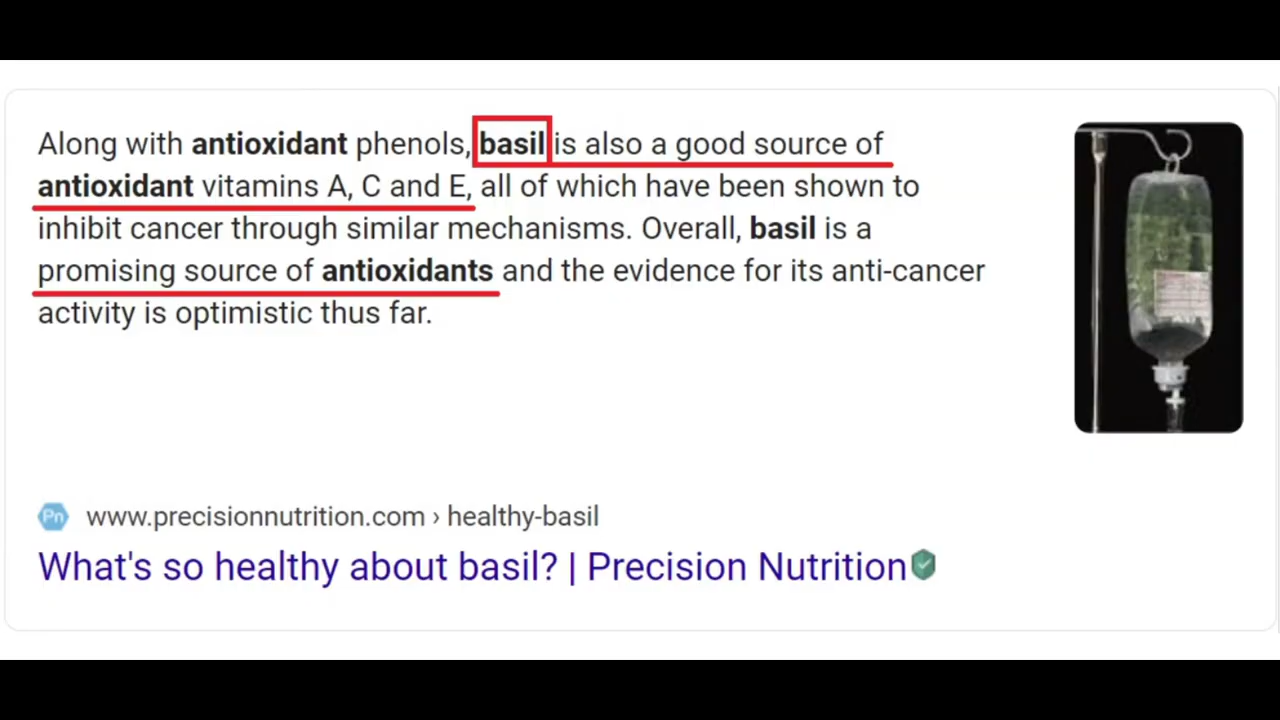 Along with antioxidant phenols, basil is also a good source of
antioxidant vitamins A, C and E, all of which have been shown to
inhibit cancer through similar mechanisms. Overall, basil is a
promising source of antioxidants and the evidence for its anti-cancer
activity is optimistic thus far.
Pn www.precisionnutrition.com › healthy-basil
What's so healthy about basil? | Precision Nutrition